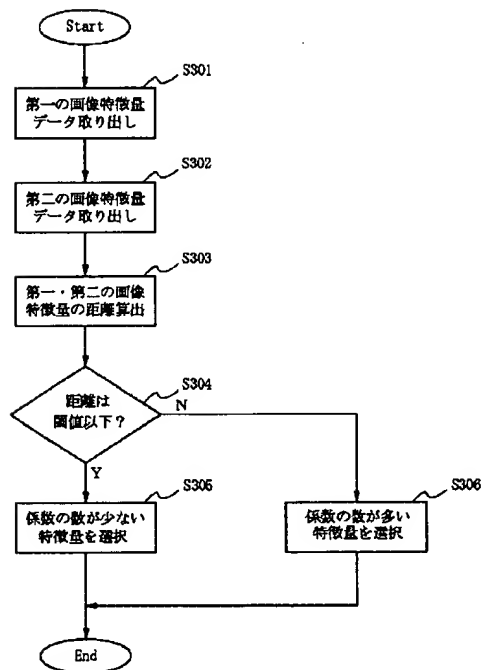 Start
S301
第一の画像特徴量
データ取り出し
S302
第二の画像特徴量
データ取り出し
S303
第一・第二の画像
特徴量の距離算出
S304
距離は
閾値以下？
N
Y
S305
係数の数が少ない
特徴量を選択
S306
係数の数が多い
特徴量を選択
End